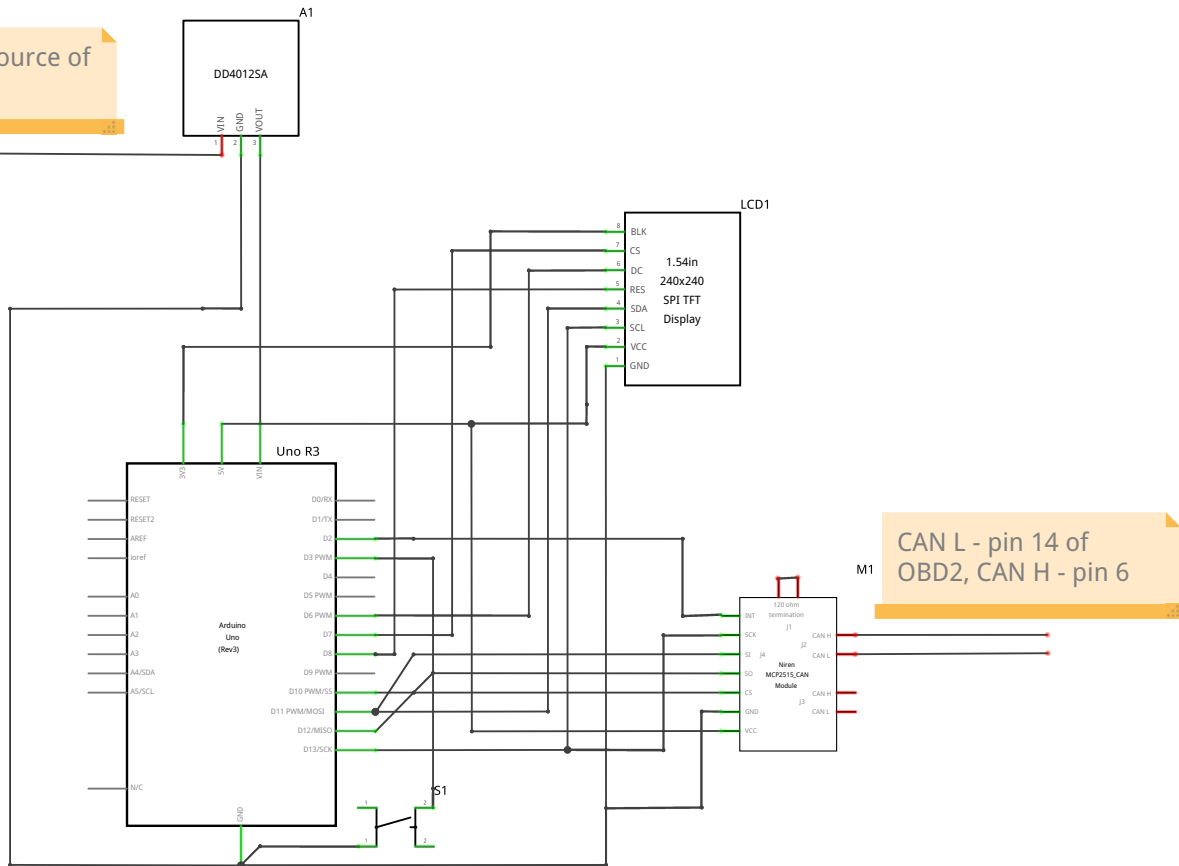 A1
ource of
DD4012SA
VIN
GND
VOUT
1
2
3
LCD1
8 BLK
7 CS
6 DC
5 RES
4 SDA
3 SCL
2 VCC
1 GND
1.54in
240x240
SPI TFT
Display
Uno R3
3V3
5V
VIN
RESET
RESET2
AREF
ioref
A0
A1
A2
A3
A4/SDA
A5/SCL
N/C
Arduino
Uno
(Rev3)
D0/RX
D1/TX
D2
D3 PWM
D4
D5 PWM
D6 PWM
D7
D8
D9 PWM
D10 PWM/SS
D11 PWM/MOSI
D12/MISO
D13/SCK
GND
CAN L - pin 14 of
OBD2, CAN H - pin 6
M1
120 ohm
termination
J1
INT
SCK
SI
SO
CS
GND
VCC
J4
J2
Niren
MCP2515_CAN
Module
J3
CAN H
CAN L
CAN H
CAN L
S1
1
2
1
2